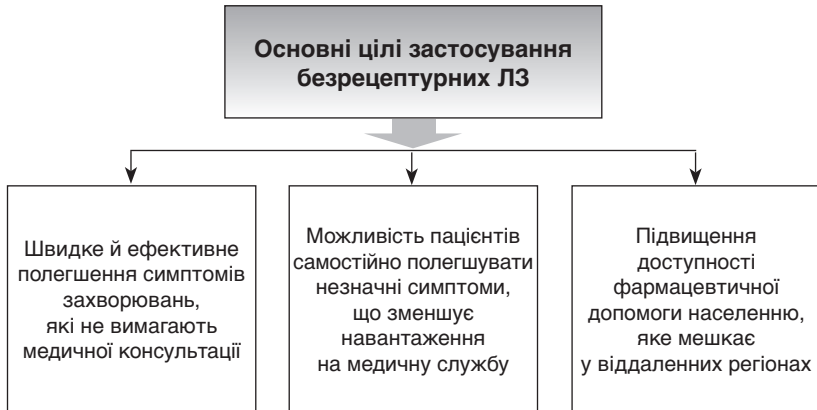 Основні цілі застосування
безрецептурних ЛЗ
Швидке й ефективне
полегшення симптомів
захворювань,
які не вимагають
медичної консультації
Можливість пацієнтів
самостійно полегшувати
незначні симптоми,
що зменшує
навантаження
на медичну службу
Підвищення
доступності
фармацевтичної
допомоги населенню,
яке мешкає
у віддаленних регіонах